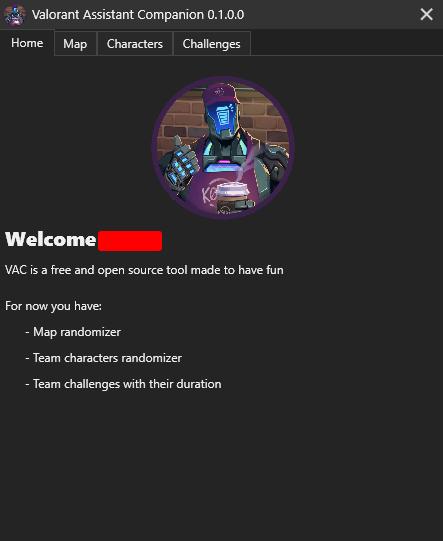 Valorant Assistant Companion 0.1.0.0
Home Map Characters Challenges
Welcome
VAC is a free and open source tool made to have fun
For now you have:
- Map randomizer
- Team characters randomizer
- Team challenges with their duration